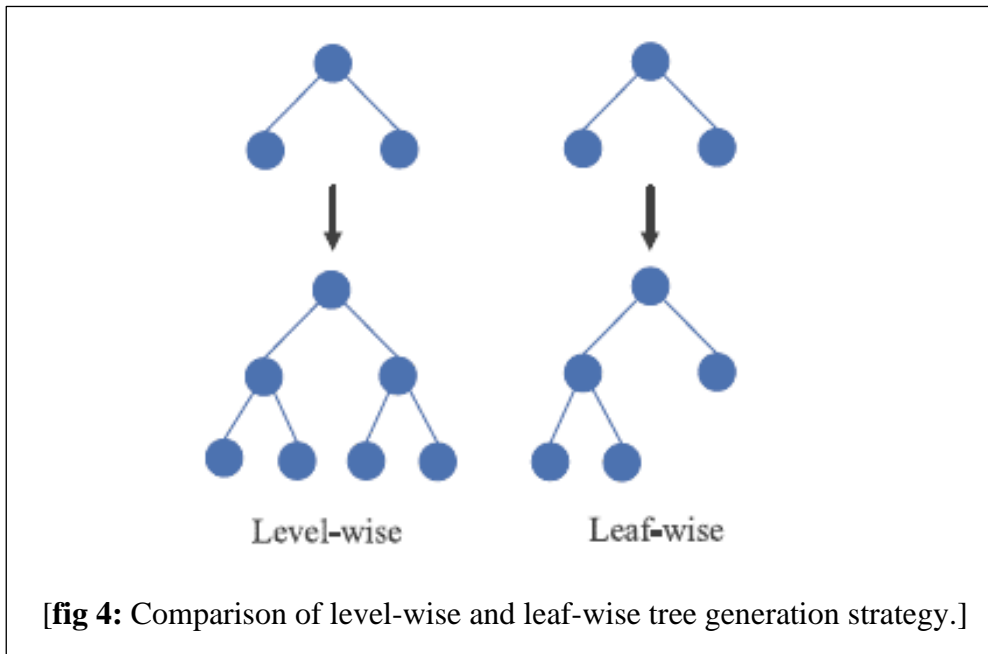 Level-wise
Leaf-wise
[fig 4: Comparison of level-wise and leaf-wise tree generation strategy.]